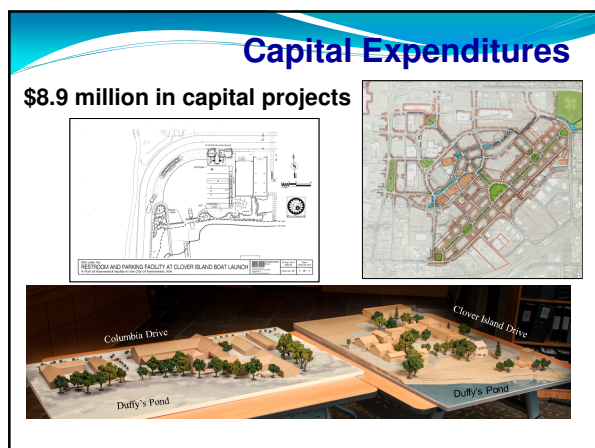 Capital Expenditures
$8.9 million in capital projects
RESTROOM AND PARKING FACILITY AT CLOVER ISLAND BOAT LAUNCH
Columbia Drive
Clover Island Drive
Duffy's Pond
Duffy's Pond